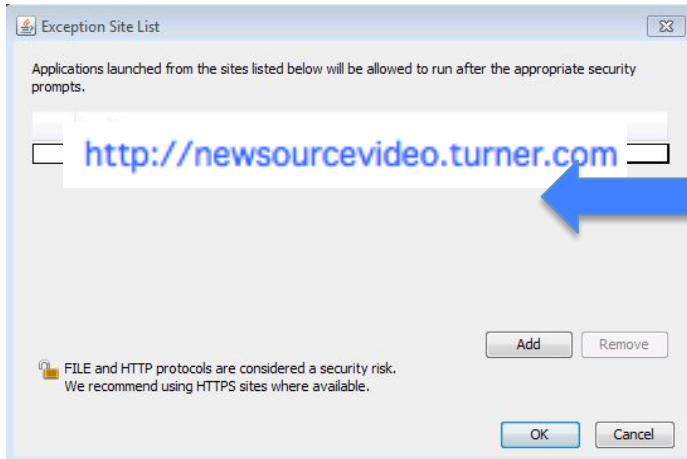 Exception Site List
Applications launched from the sites listed below will be allowed to run after the appropriate security
prompts.
http://newsourcevideo.turner.com
Add Remove
FILE and HTTP protocols are considered a security risk.
We recommend using HTTPS sites where available.
OK Cancel